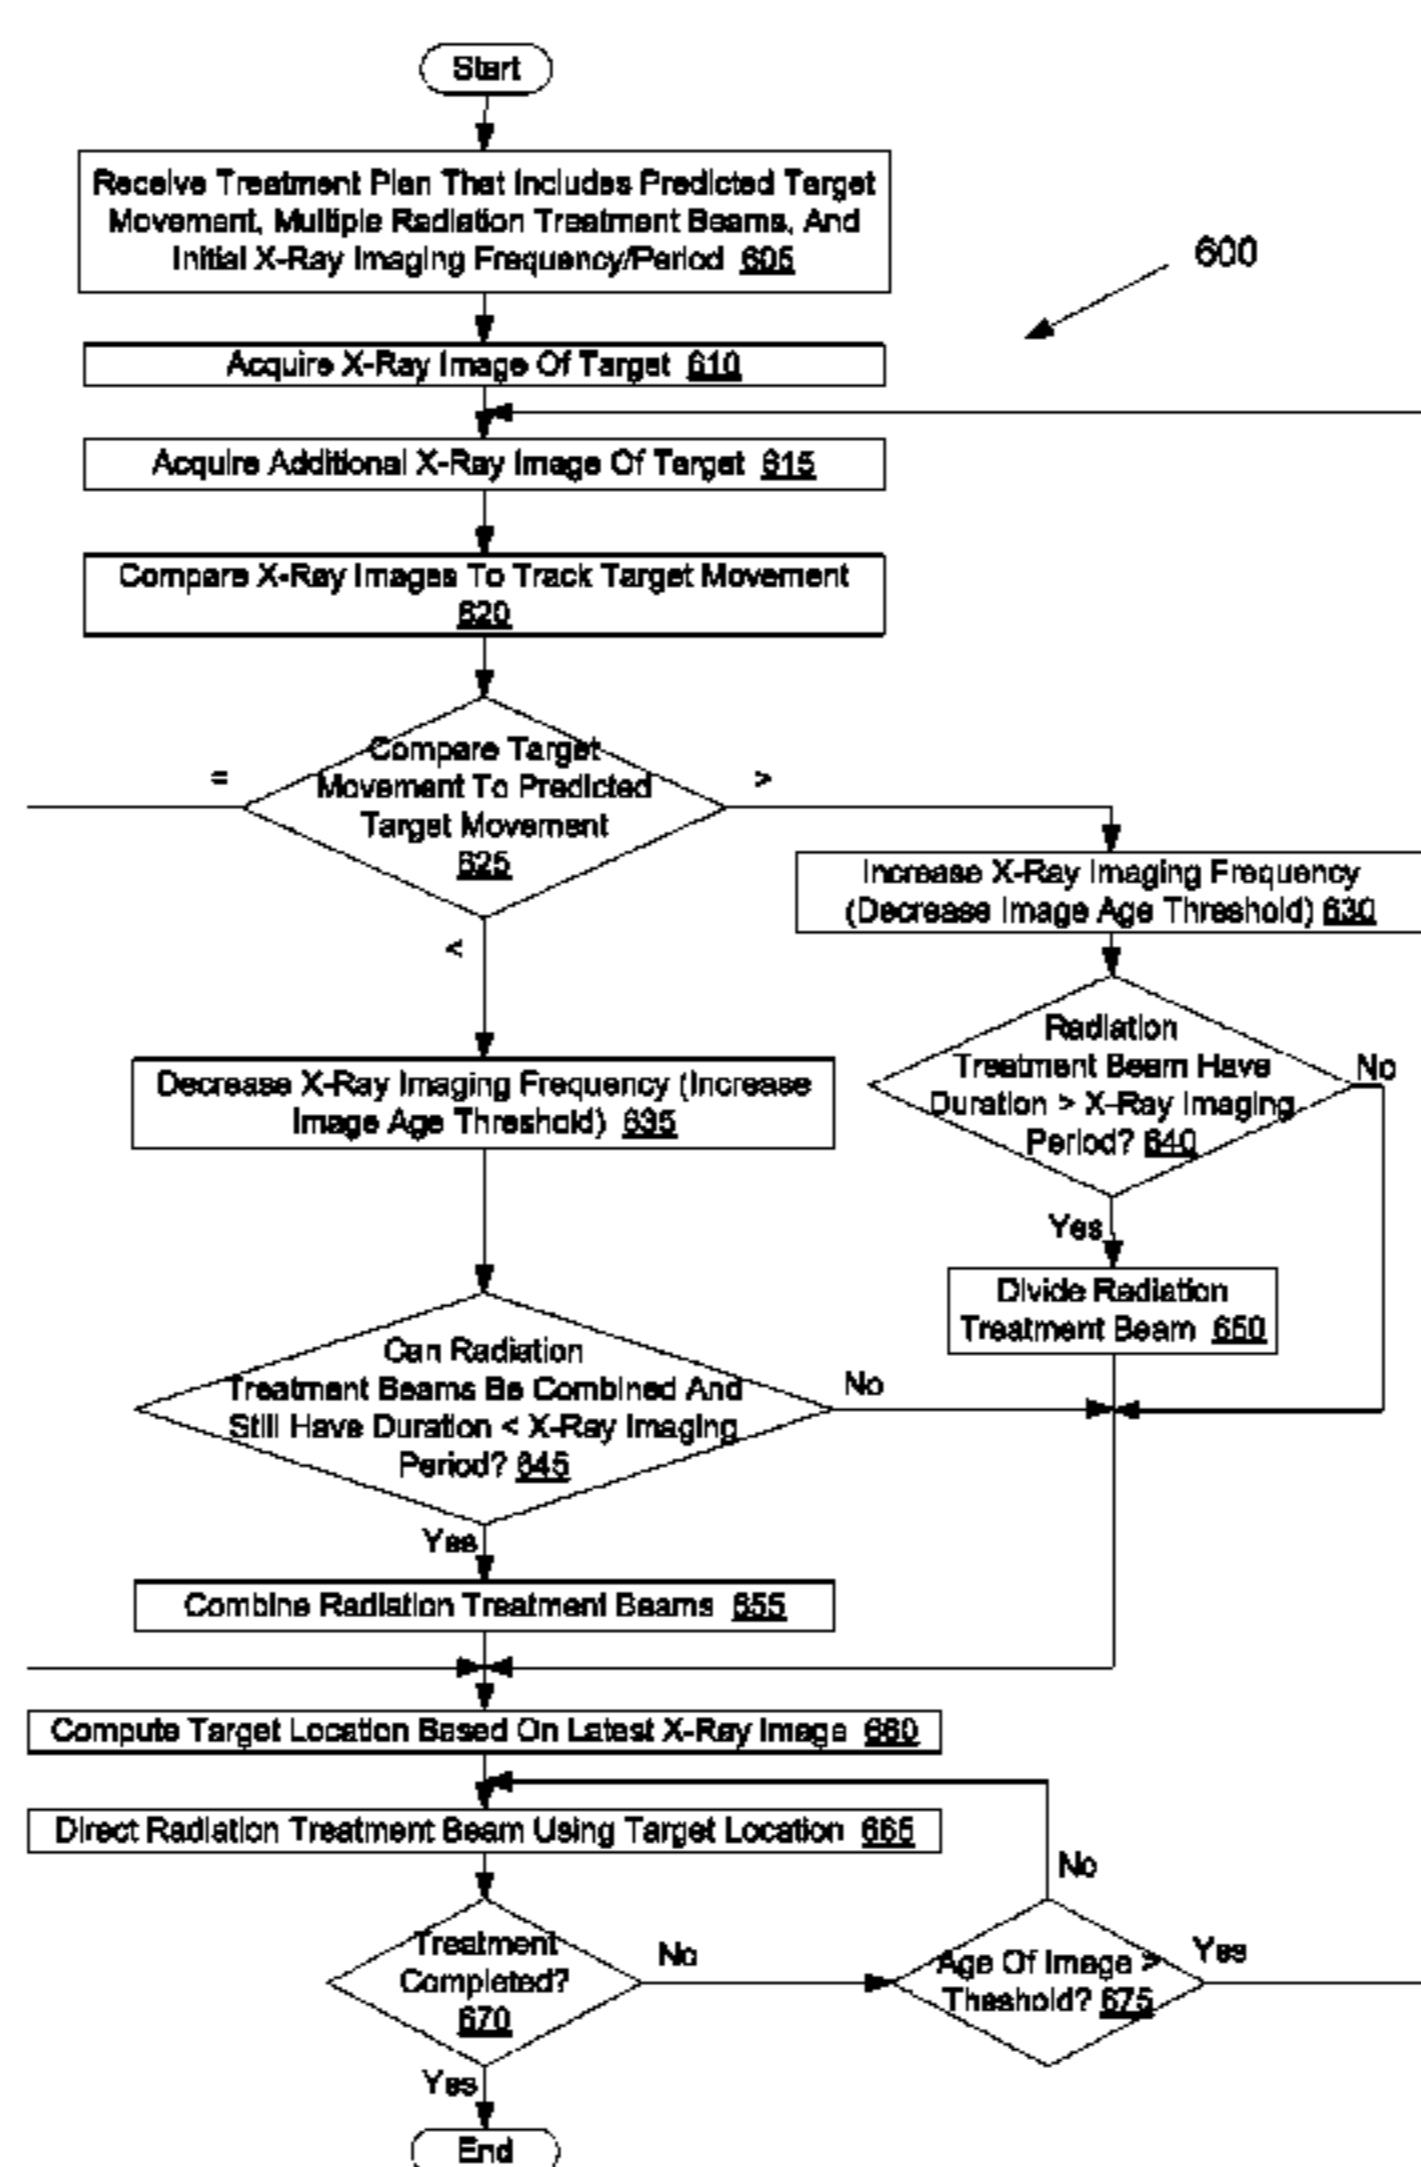 Start
Receive Treatment Plan That Includes Predicted Target
Movement, Multiple Radiation Treatment Beams, And
Initial X-Ray Imaging Frequency/Period 605
600
Acquire X-Ray Image Of Target 610
Acquire Additional X-Ray Image Of Target 615
Compare X-Ray Images To Track Target Movement
620
Compare Target
Movement To Predicted
Target Movement
625
=
>
<
Increase X-Ray Imaging Frequency
(Decrease Image Age Threshold) 630
Radiation
Treatment Beam Have
Duration > X-Ray Imaging
Period? 640
No
Yes
Decrease X-Ray Imaging Frequency (Increase
Image Age Threshold) 635
Divide Radiation
Treatment Beam 650
Can Radiation
Treatment Beams Be Combined And
Still Have Duration < X-Ray Imaging
Period? 645
No
Yes
Combine Radiation Treatment Beams 655
Compute Target Location Based On Latest X-Ray Image 660
Direct Radiation Treatment Beam Using Target Location 665
No
Treatment
Completed?
670
No
Age Of Image >
Theshold? 675
Yes
Yes
End